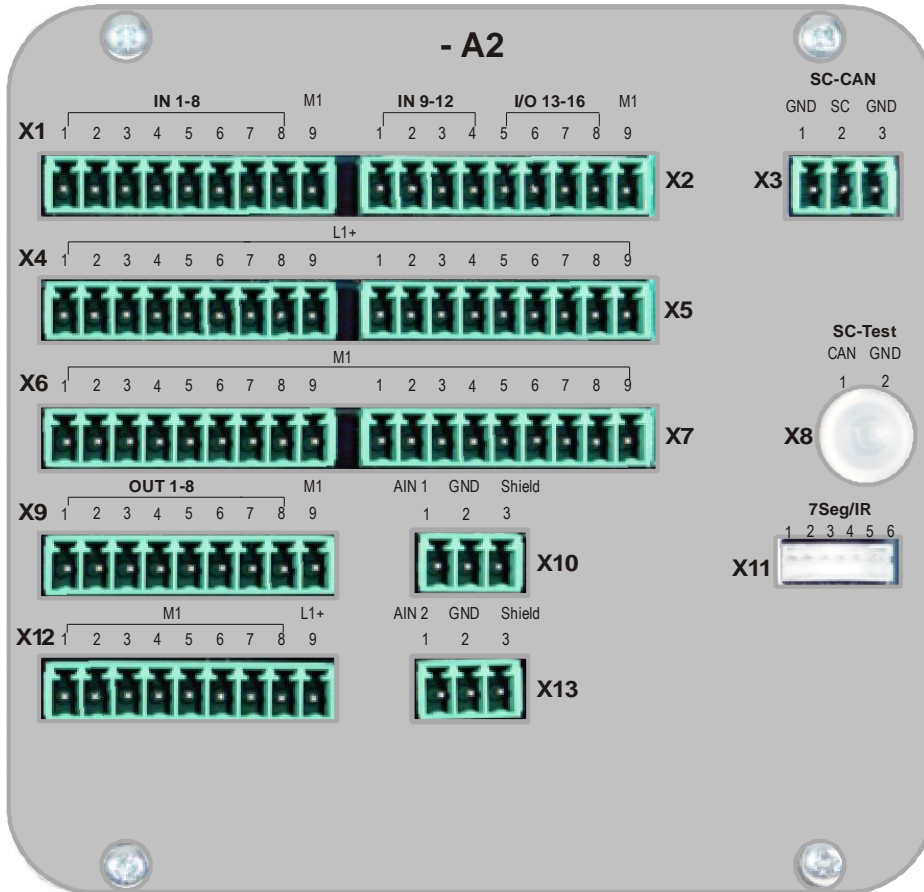 - A2
SC-CAN
IN 1-8 M1 IN 9-12 I/O 13-16 M1 GND SC GND
X1 1 2 3 4 5 6 7 8 9 1 2 3 4 5 6 7 8 9 1 2 3
X2 X3
L1+
X4 1 2 3 4 5 6 7 8 9 1 2 3 4 5 6 7 8 9
X5
SC-Test
M1 CAN GND
X6 1 2 3 4 5 6 7 8 9 1 2 3 4 5 6 7 8 9 1 2
X7 X8
OUT 1-8 M1 AIN 1 GND Shield
X9 1 2 3 4 5 6 7 8 9 1 2 3 7Seg/IR
1 2 3 4 5 6
X10 X11
M1 L1+ AIN 2 GND Shield
X12 1 2 3 4 5 6 7 8 9 1 2 3
X13